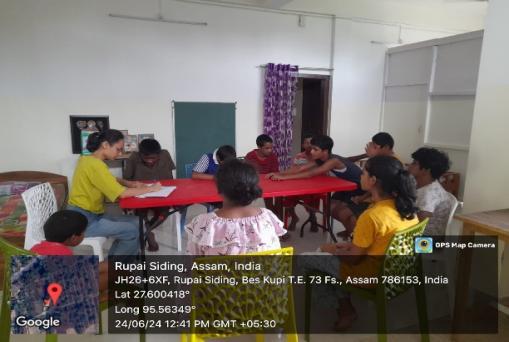 GPS Map Camera
Rupai Siding, Assam, India
JH26+6XF, Rupai Siding, Bes Kupi T.E. 73 Fs., Assam 786153, India
Lat 27.600418°
Long 95.56349°
24/06/24 12:41 PM GMT +05:30
Google